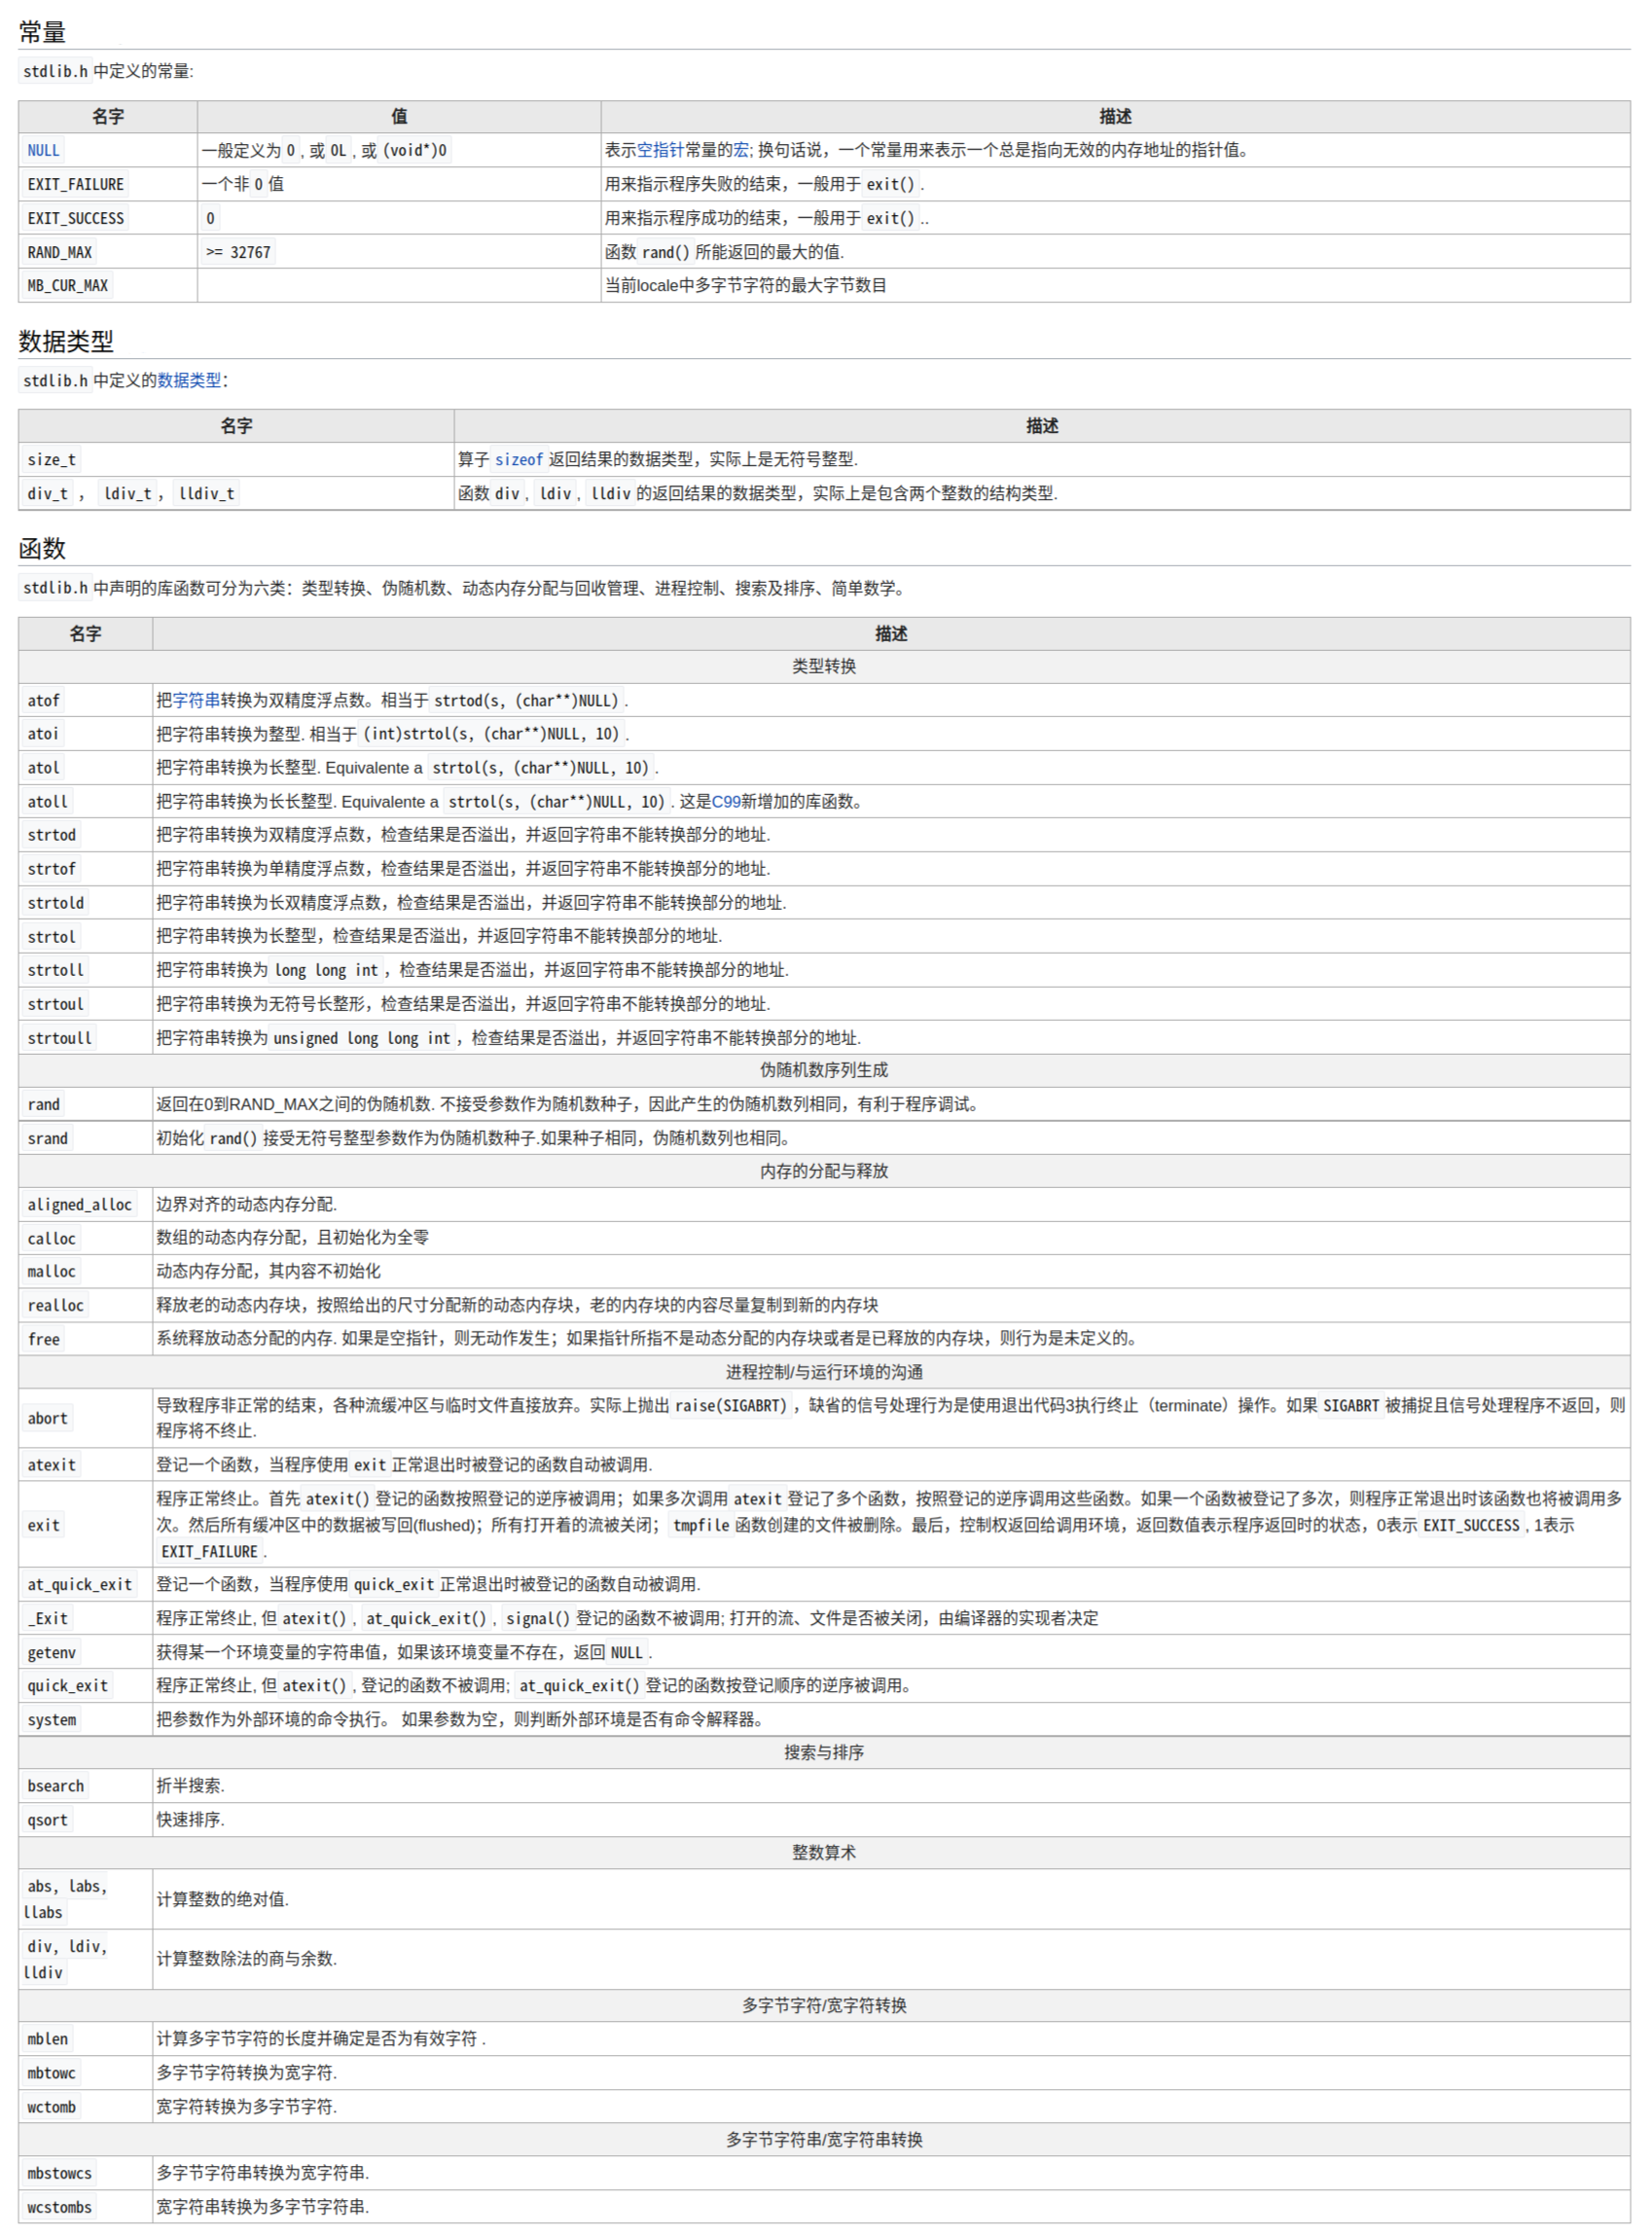 常量
stdlib.h 中定义的常量:
名字 值 描述
NULL 一般定义为 0 , 或 0L , 或 (void*)0 表示空指针常量的宏; 换句话说，一个常量用来表示一个总是指向无效的内存地址的指针值。
EXIT_FAILURE 一个非 0 值 用来指示程序失败的结束，一般用于 exit() .
EXIT_SUCCESS 0 用来指示程序成功的结束，一般用于 exit() ..
RAND_MAX >= 32767 函数 rand() 所能返回的最大的值.
MB_CUR_MAX 当前locale中多字节字符的最大字节数目
数据类型
stdlib.h 中定义的数据类型：
名字 描述
size_t 算子 sizeof 返回结果的数据类型，实际上是无符号整型.
div_t ， ldiv_t ， lldiv_t 函数 div , ldiv , lldiv 的返回结果的数据类型，实际上是包含两个整数的结构类型.
函数
stdlib.h 中声明的库函数可分为六类：类型转换、伪随机数、动态内存分配与回收管理、进程控制、搜索及排序、简单数学。
名字 描述
类型转换
atof 把字符串转换为双精度浮点数。相当于 strtod(s, (char**)NULL) .
atoi 把字符串转换为整型. 相当于 (int)strtol(s, (char**)NULL, 10) .
atol 把字符串转换为长整型. Equivalente a strtol(s, (char**)NULL, 10) .
atoll 把字符串转换为长长整型. Equivalente a strtol(s, (char**)NULL, 10) . 这是C99新增加的库函数。
strtod 把字符串转换为双精度浮点数，检查结果是否溢出，并返回字符串不能转换部分的地址.
strtof 把字符串转换为单精度浮点数，检查结果是否溢出，并返回字符串不能转换部分的地址.
strtold 把字符串转换为长双精度浮点数，检查结果是否溢出，并返回字符串不能转换部分的地址.
strtol 把字符串转换为长整型，检查结果是否溢出，并返回字符串不能转换部分的地址.
strtoll 把字符串转换为 long long int ，检查结果是否溢出，并返回字符串不能转换部分的地址.
strtoul 把字符串转换为无符号长整形，检查结果是否溢出，并返回字符串不能转换部分的地址.
strtoull 把字符串转换为 unsigned long long int ，检查结果是否溢出，并返回字符串不能转换部分的地址.
伪随机数序列生成
rand 返回在0到RAND_MAX之间的伪随机数. 不接受参数作为随机数种子，因此产生的伪随机数列相同，有利于程序调试。
srand 初始化 rand() 接受无符号整型参数作为伪随机数种子.如果种子相同，伪随机数列也相同。
内存的分配与释放
aligned_alloc 边界对齐的动态内存分配.
calloc 数组的动态内存分配，且初始化为全零
malloc 动态内存分配，其内容不初始化
realloc 释放老的动态内存块，按照给出的尺寸分配新的动态内存块，老的内存块的内容尽量复制到新的内存块
free 系统释放动态分配的内存. 如果是空指针，则无动作发生；如果指针所指不是动态分配的内存块或者是已释放的内存块，则行为是未定义的。
进程控制/与运行环境的沟通
abort 导致程序非正常的结束，各种流缓冲区与临时文件直接放弃。实际上抛出 raise(SIGABRT) ，缺省的信号处理行为是使用退出代码3执行终止（terminate）操作。如果 SIGABRT 被捕捉且信号处理程序不返回，则
程序将不终止.
atexit 登记一个函数，当程序使用 exit 正常退出时被登记的函数自动被调用.
程序正常终止。首先 atexit() 登记的函数按照登记的逆序被调用；如果多次调用 atexit 登记了多个函数，按照登记的逆序调用这些函数。如果一个函数被登记了多次，则程序正常退出时该函数也将被调用多
exit 次。然后所有缓冲区中的数据被写回(flushed)；所有打开着的流被关闭； tmpfile 函数创建的文件被删除。最后，控制权返回给调用环境，返回数值表示程序返回时的状态，0表示 EXIT_SUCCESS , 1表示
EXIT_FAILURE .
at_quick_exit 登记一个函数，当程序使用 quick_exit 正常退出时被登记的函数自动被调用.
_Exit 程序正常终止, 但 atexit() , at_quick_exit() , signal() 登记的函数不被调用; 打开的流、文件是否被关闭，由编译器的实现者决定
getenv 获得某一个环境变量的字符串值，如果该环境变量不存在，返回 NULL .
quick_exit 程序正常终止, 但 atexit() , 登记的函数不被调用; at_quick_exit() 登记的函数按登记顺序的逆序被调用。
system 把参数作为外部环境的命令执行。 如果参数为空，则判断外部环境是否有命令解释器。
搜索与排序
bsearch 折半搜索.
qsort 快速排序.
整数算术
abs, labs,
llabs 计算整数的绝对值.
div, ldiv,
lldiv 计算整数除法的商与余数.
多字节字符/宽字符转换
mblen 计算多字节字符的长度并确定是否为有效字符 .
mbtowc 多字节字符转换为宽字符.
wctomb 宽字符转换为多字节字符.
多字节字符串/宽字符串转换
mbstowcs 多字节字符串转换为宽字符串.
wcstombs 宽字符串转换为多字节字符串.